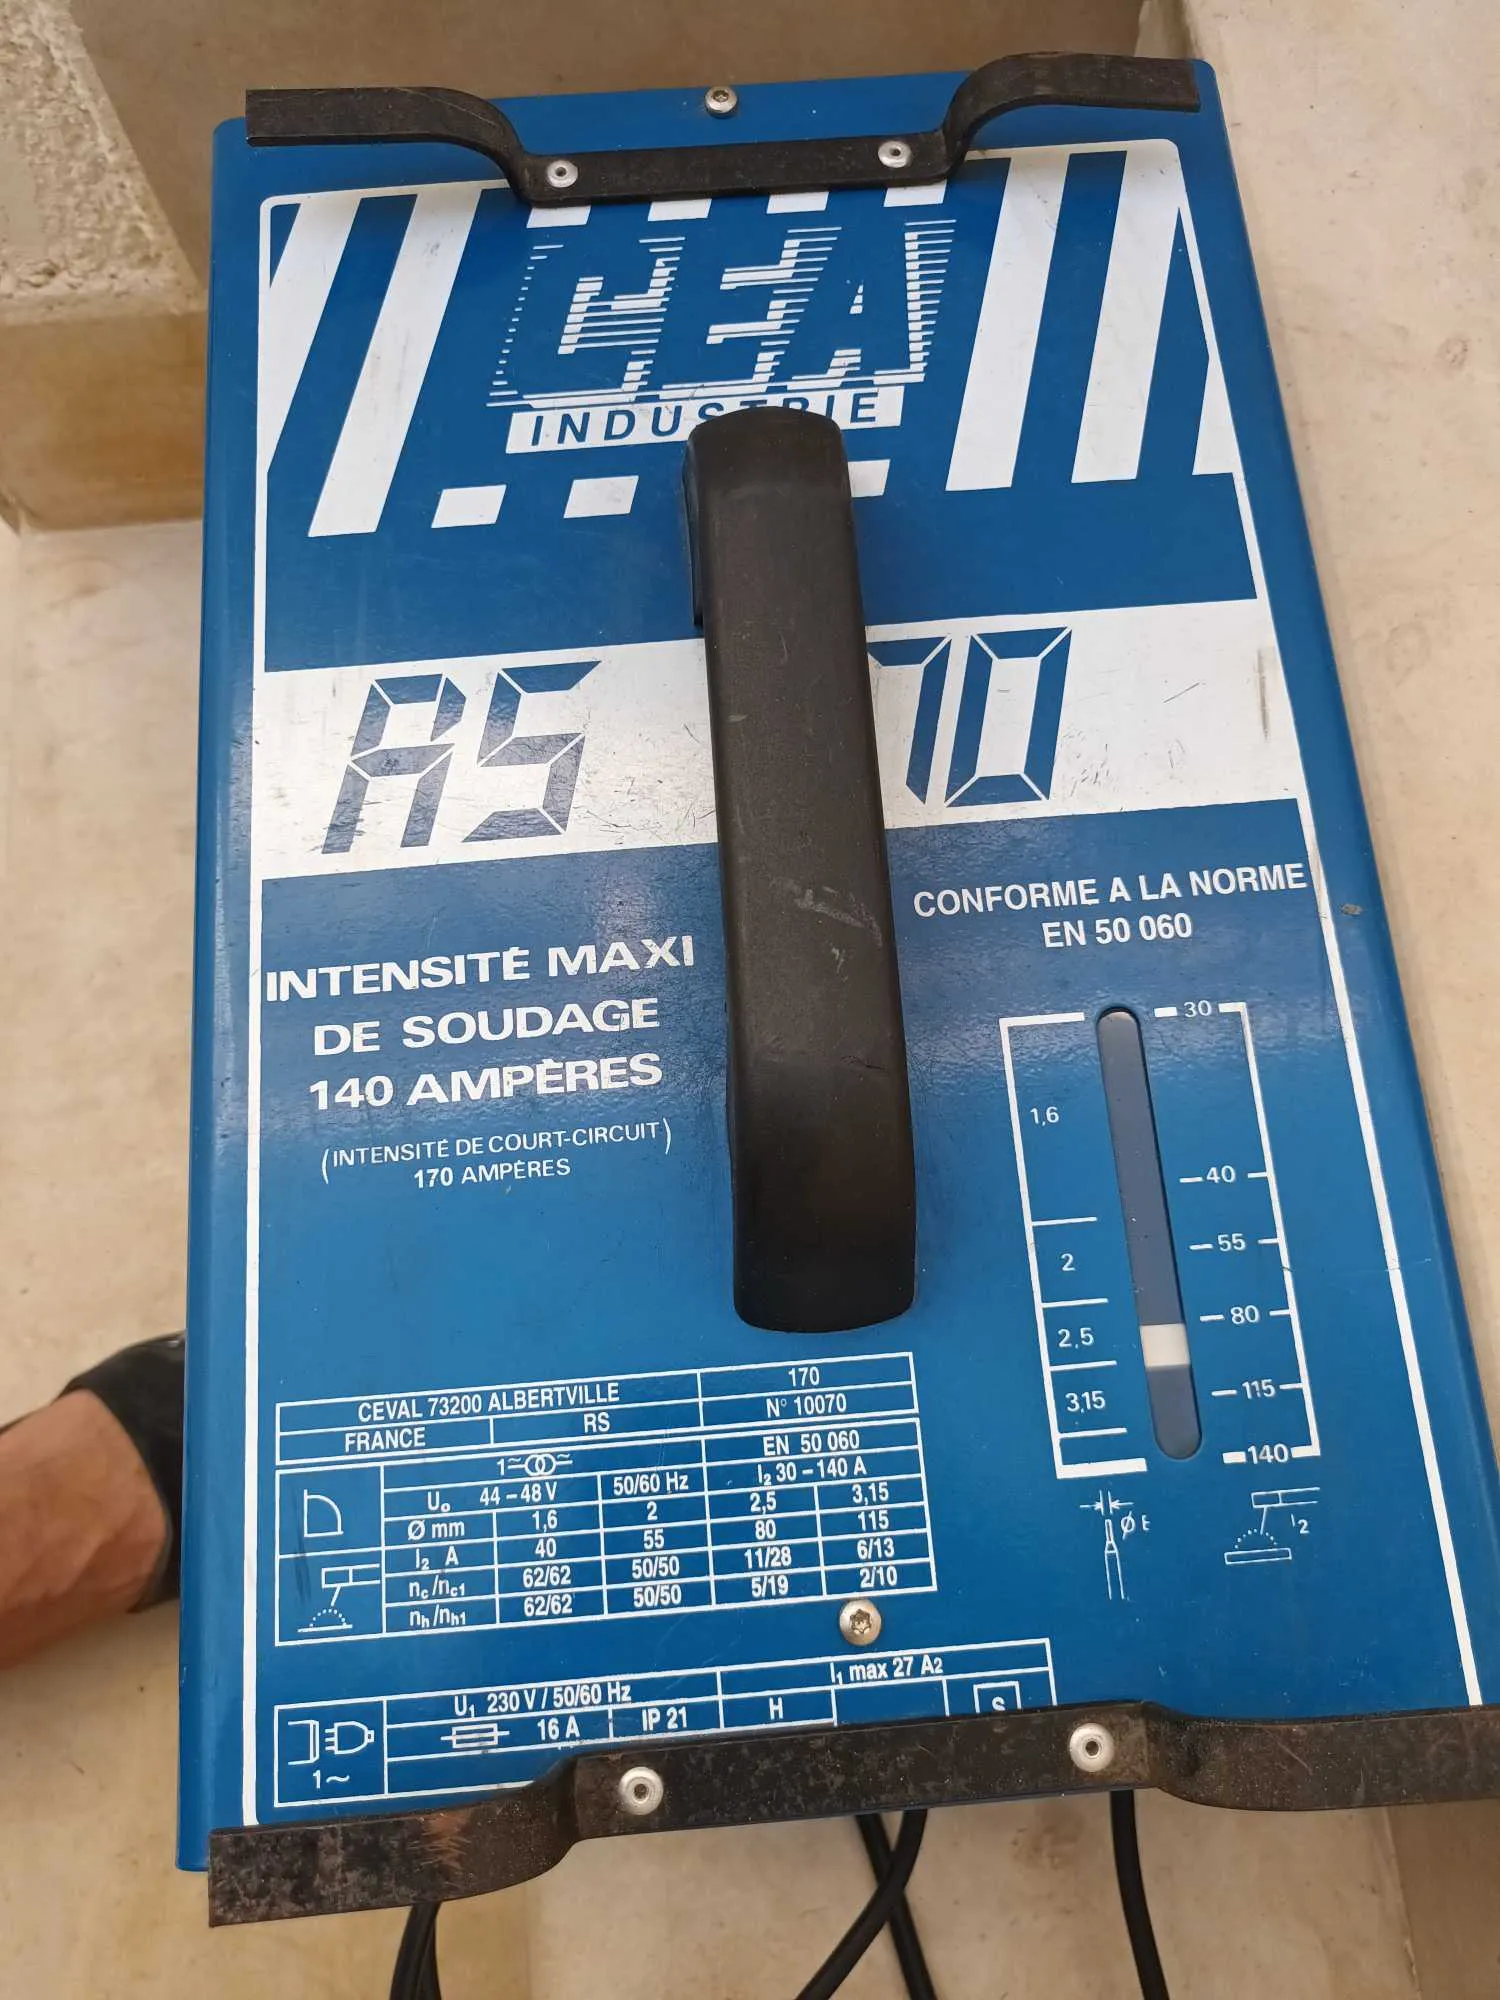 GEA
INDUSTRIE
RS 70
CONFORME A LA NORME
EN 50 060
INTENSITÉ MAXI
DE SOUDAGE
140 AMPÈRES
(INTENSITÉ DE COURT-CIRCUIT)
170 AMPÈRES
30
1,6
40
2
55
2,5
80
3,15
115
140
Ø E
I2
CEVAL 73200 ALBERTVILLE 170
FRANCE RS N° 10070
1~ EN 50 060
U₀ 44-48 V 50/60 Hz I₂ 30-140 A
Ø mm 1,6 2 2,5 3,15
I₂ A 40 55 80 115
nc/nc1 62/62 50/50 11/28 6/13
nh/nh1 62/62 50/50 5/19 2/10
U₁ 230 V / 50/60 Hz I₁ max 27 A2
16 A IP 21 H S
1~